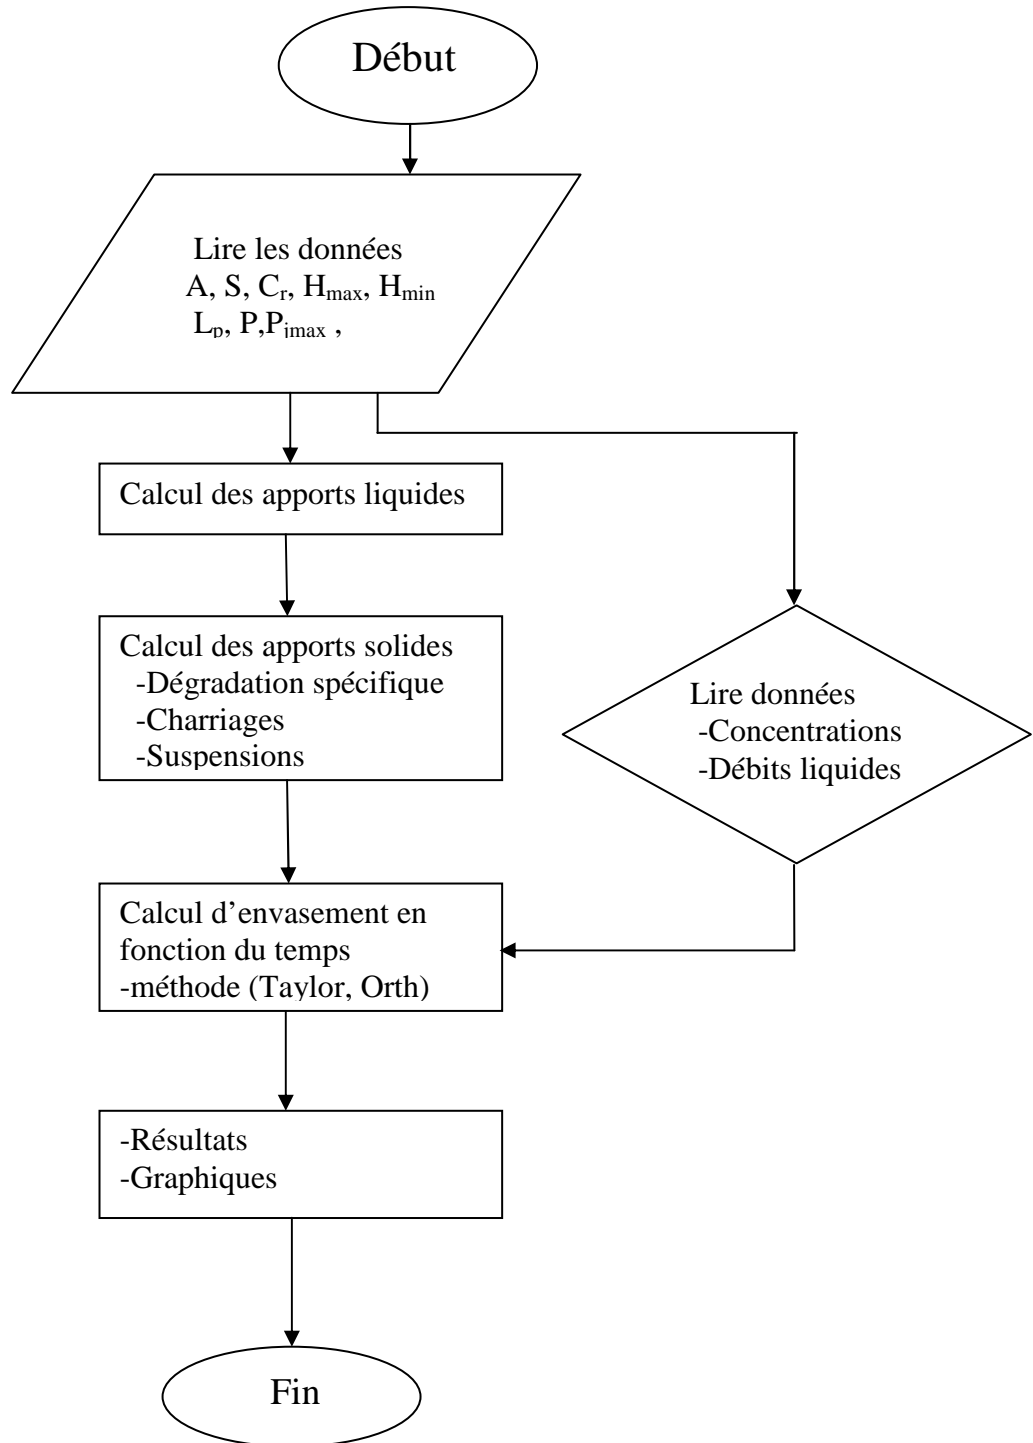 Début
Lire les données
A, S, Cr, Hmax, Hmin
Lp, P,Pjmax ,
Calcul des apports liquides
Calcul des apports solides
-Dégradation spécifique
-Charriages
-Suspensions
Lire données
-Concentrations
-Débits liquides
Calcul d’envasement en
fonction du temps
-méthode (Taylor, Orth)
-Résultats
-Graphiques
Fin